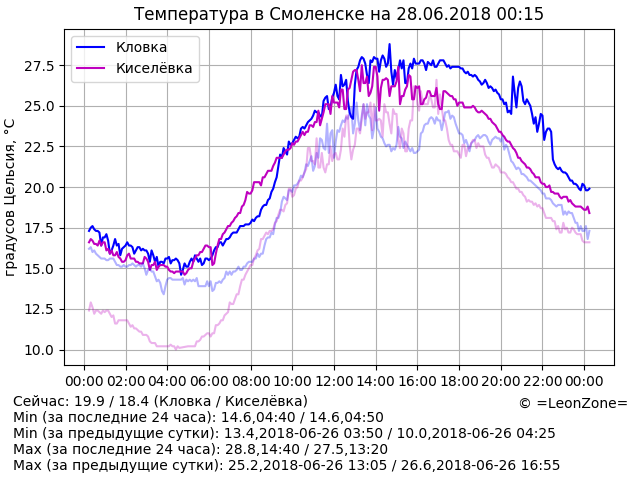 Температура в Смоленске на 28.06.2018 00:15
Кловка
Киселёвка
градусов Цельсия, °C
27.5
25.0
22.5
20.0
17.5
15.0
12.5
10.0
00:00 02:00 04:00 06:00 08:00 10:00 12:00 14:00 16:00 18:00 20:00 22:00 00:00
Сейчас: 19.9 / 18.4 (Кловка / Киселёвка)
© =LeonZone=
Min (за последние 24 часа): 14.6,04:40 / 14.6,04:50
Min (за предыдущие сутки): 13.4,2018-06-26 03:50 / 10.0,2018-06-26 04:25
Max (за последние 24 часа): 28.8,14:40 / 27.5,13:20
Max (за предыдущие сутки): 25.2,2018-06-26 13:05 / 26.6,2018-06-26 16:55